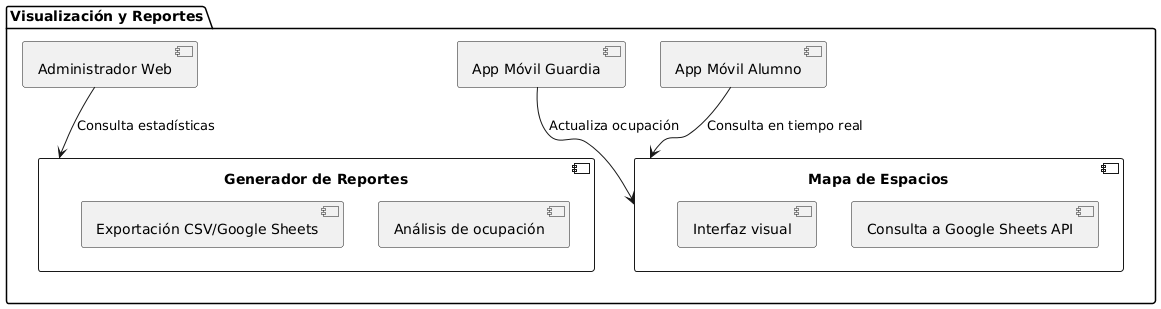 Visualización y Reportes
Administrador Web
App Móvil Guardia
App Móvil Alumno
Consulta estadísticas
Actualiza ocupación
Consulta en tiempo real
Generador de Reportes
Mapa de Espacios
Exportación CSV/Google Sheets
Análisis de ocupación
Interfaz visual
Consulta a Google Sheets API